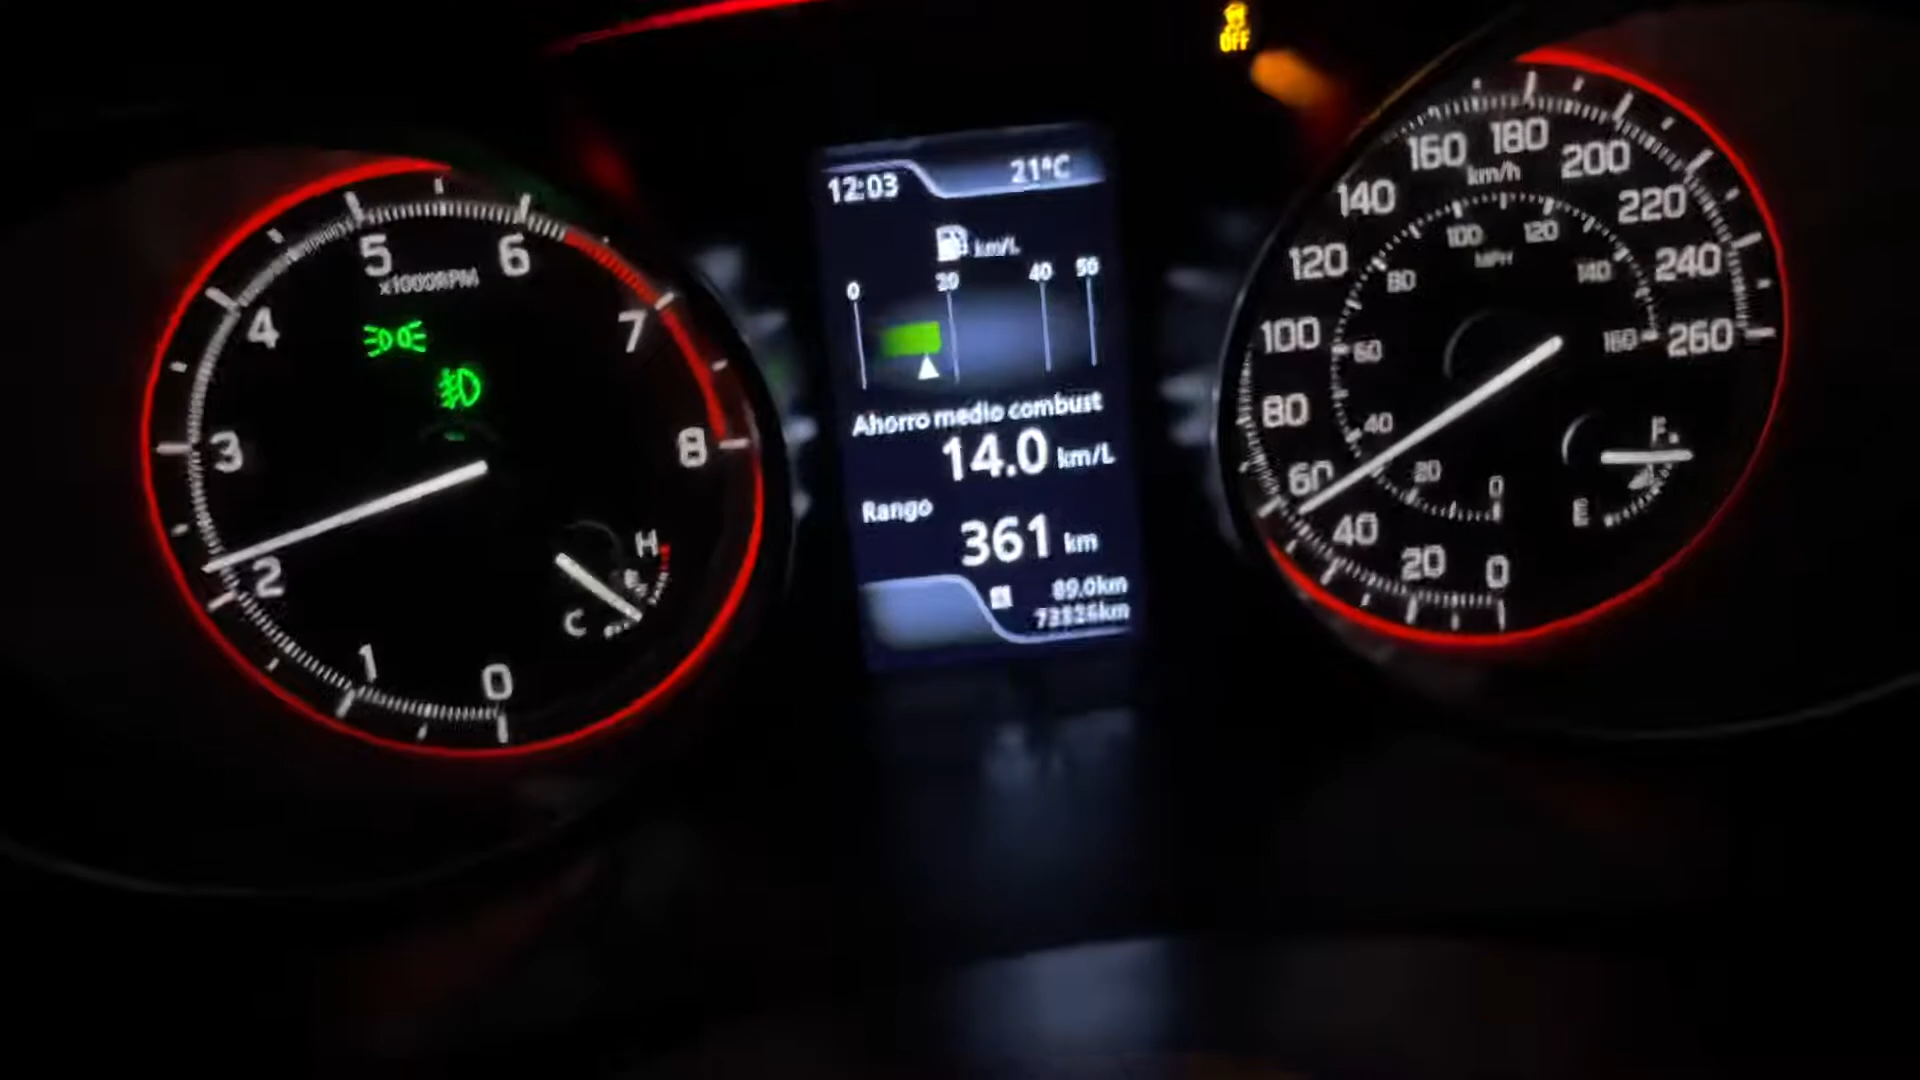 OFF
12:03
21°C
km/L
0
20
40
50
Ahorro medio combust
14.0 km/L
Rango
361 km
89.0km
0
1
2
3
4
5
6
7
8
x1000RPM
H
C
0
20
40
60
80
100
120
140
160
180
200
220
240
260
km/h
0
20
40
60
80
100
120
140
160
MPH
F
E